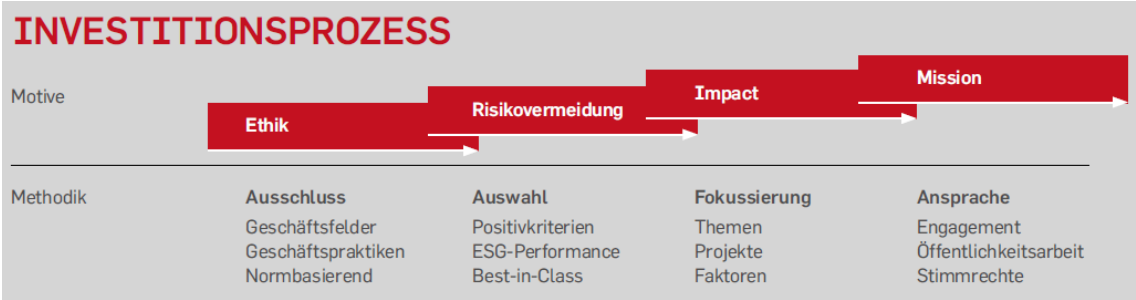 INVESTITIONSPROZESS
Motive
Ethik
Risikovermeidung
Impact
Mission
Methodik
Ausschluss
Geschäftsfelder
Geschäftspraktiken
Normbasierend
Auswahl
Positivkriterien
ESG-Performance
Best-in-Class
Fokussierung
Themen
Projekte
Faktoren
Ansprache
Engagement
Öffentlichkeitsarbeit
Stimmrechte